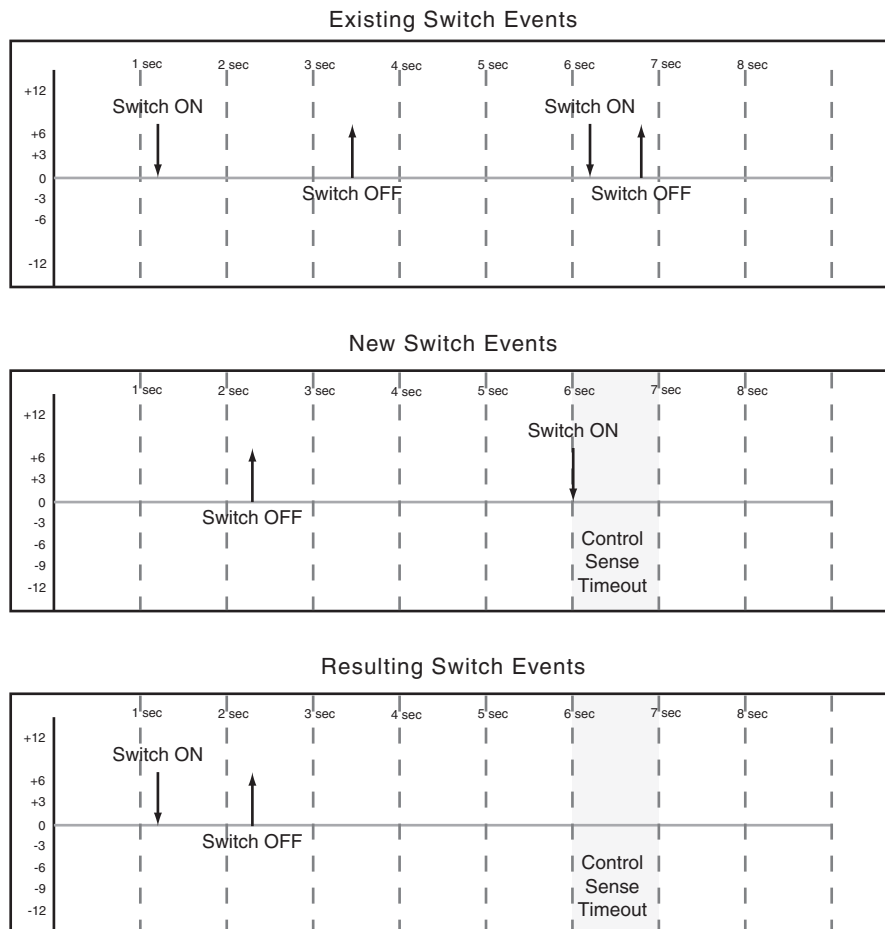 Existing Switch Events
1 sec 2 sec 3 sec 4 sec 5 sec 6 sec 7 sec 8 sec
+12
Switch ON Switch ON
+6
+3
0
-3
Switch OFF Switch OFF
-6
-12
New Switch Events
1 sec 2 sec 3 sec 4 sec 5 sec 6 sec 7 sec 8 sec
+12
Switch ON
+6
+3
0
-3
Switch OFF
-6
-9
-12
Control
Sense
Timeout
Resulting Switch Events
1 sec 2 sec 3 sec 4 sec 5 sec 6 sec 7 sec 8 sec
+12
Switch ON
+6
+3
0
-3
Switch OFF
-6
-9
-12
Control
Sense
Timeout